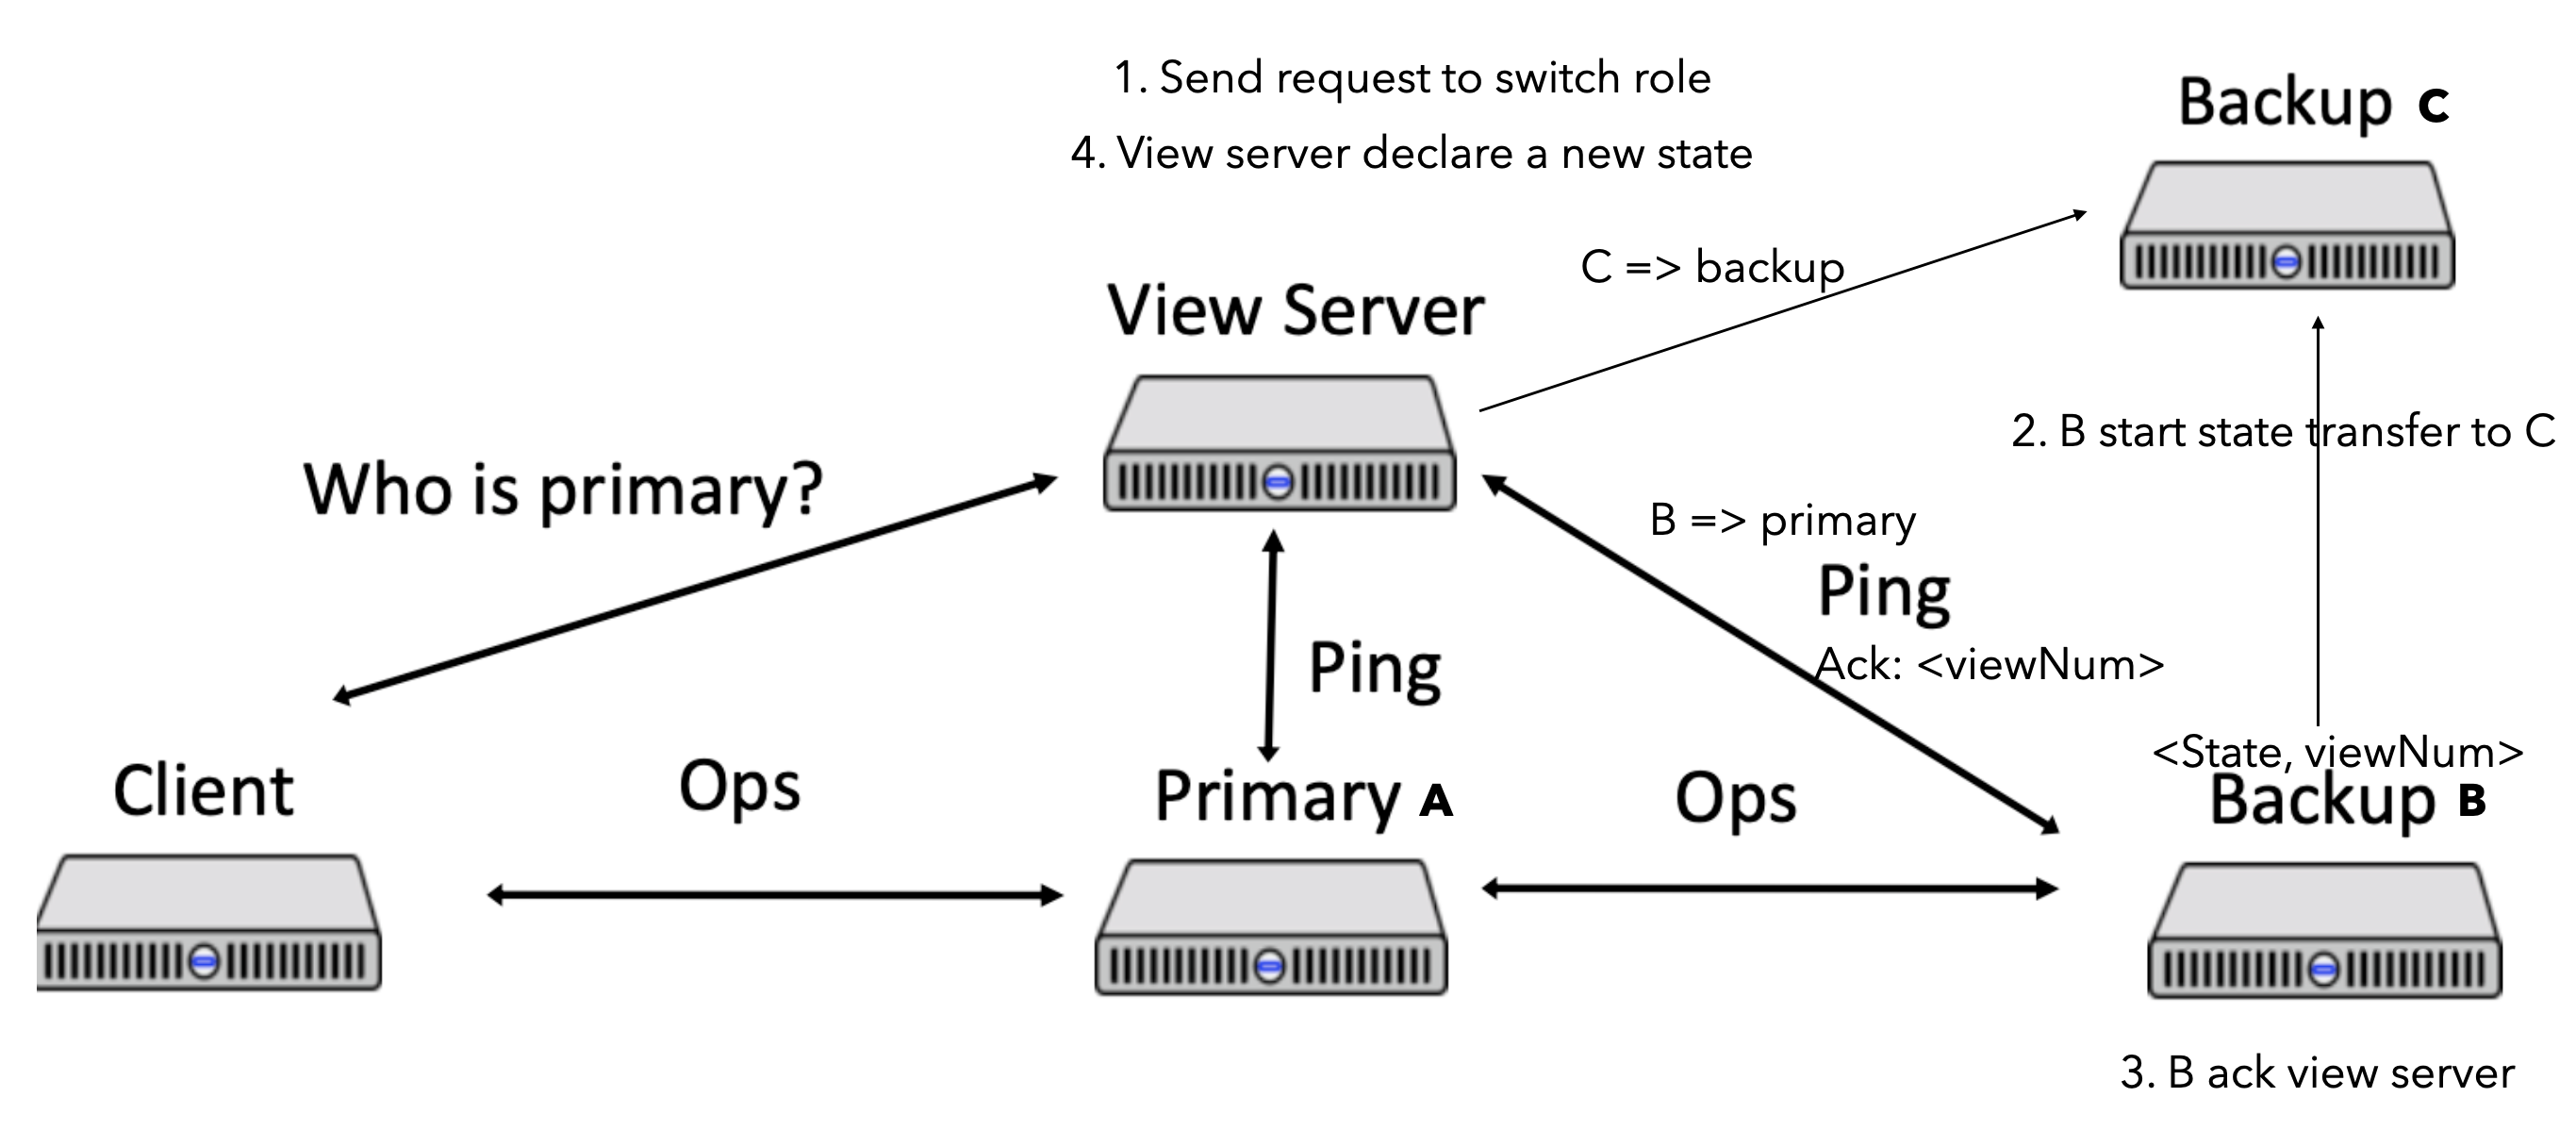 1. Send request to switch role
4. View server declare a new state
Backup C
C => backup
View Server
2. B start state transfer to C
Who is primary?
B => primary
Ping
Ack: <viewNum>
Ping
<State, viewNum>
Client
Ops
Primary A
Ops
Backup B
3. B ack view server